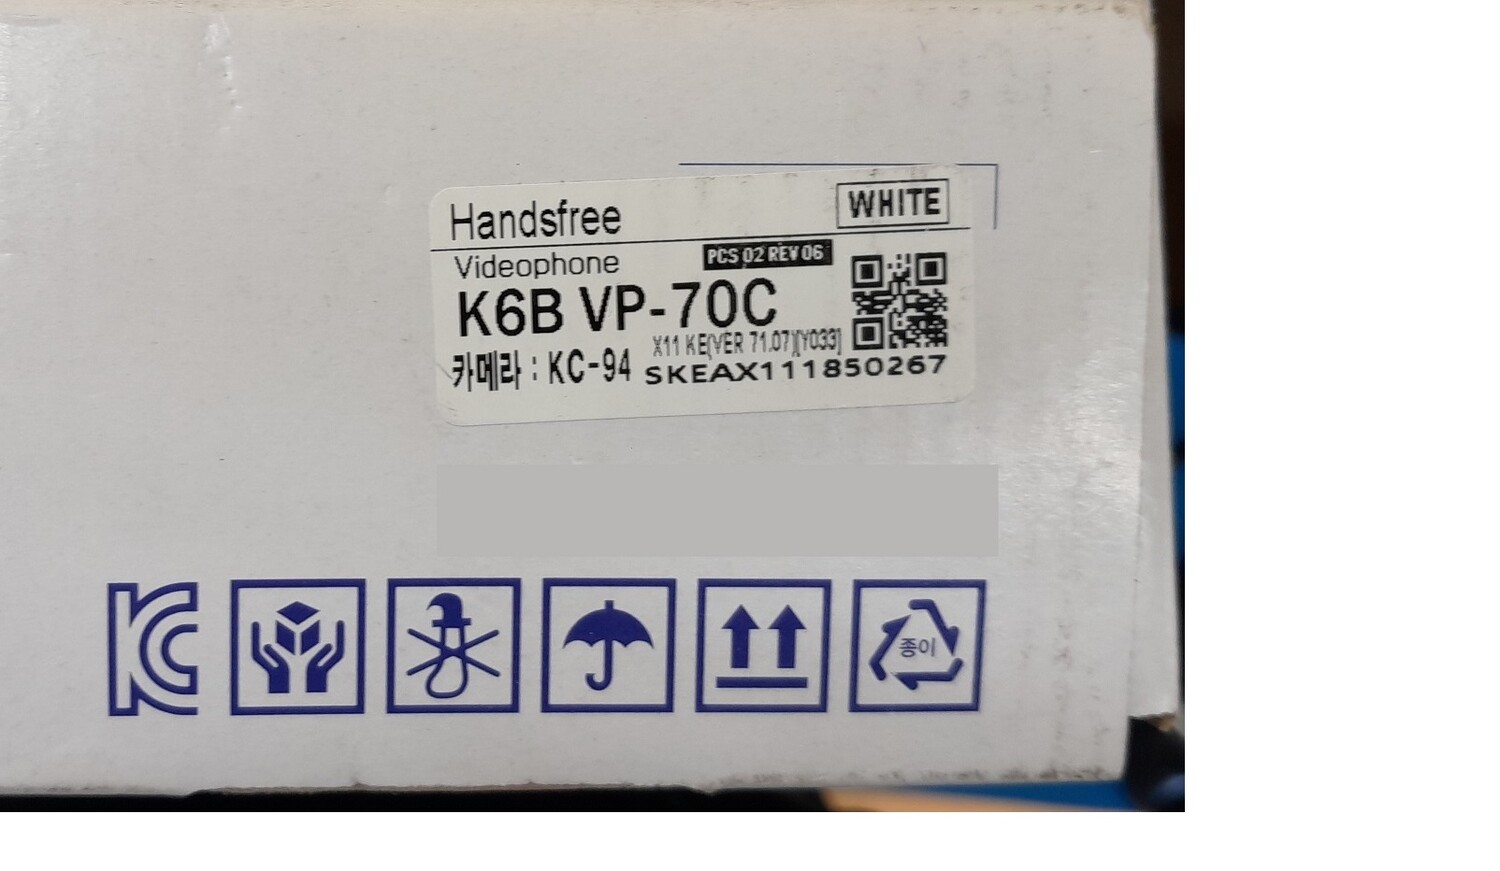 Handsfree
WHITE
Videophone
PCS 02 REV 06
K6B VP-70C
X11 KE(VER 71.07)(Y033)
카메라 : KC-94
SKEAX111850267
종이